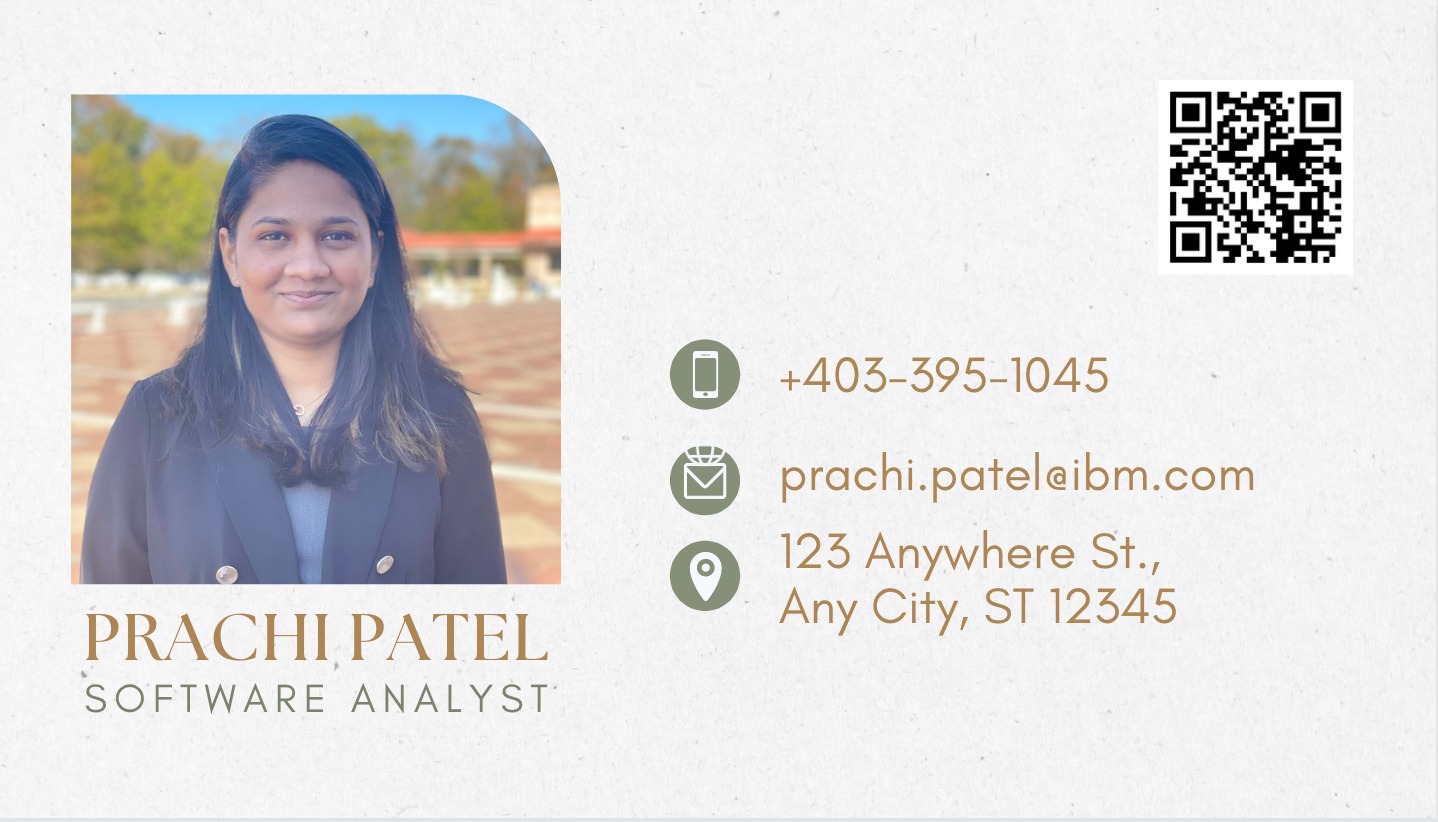 PRACHI PATEL
SOFTWARE ANALYST
+403-395-1045
prachi.patel@ibm.com
123 Anywhere St.,
Any City, ST 12345